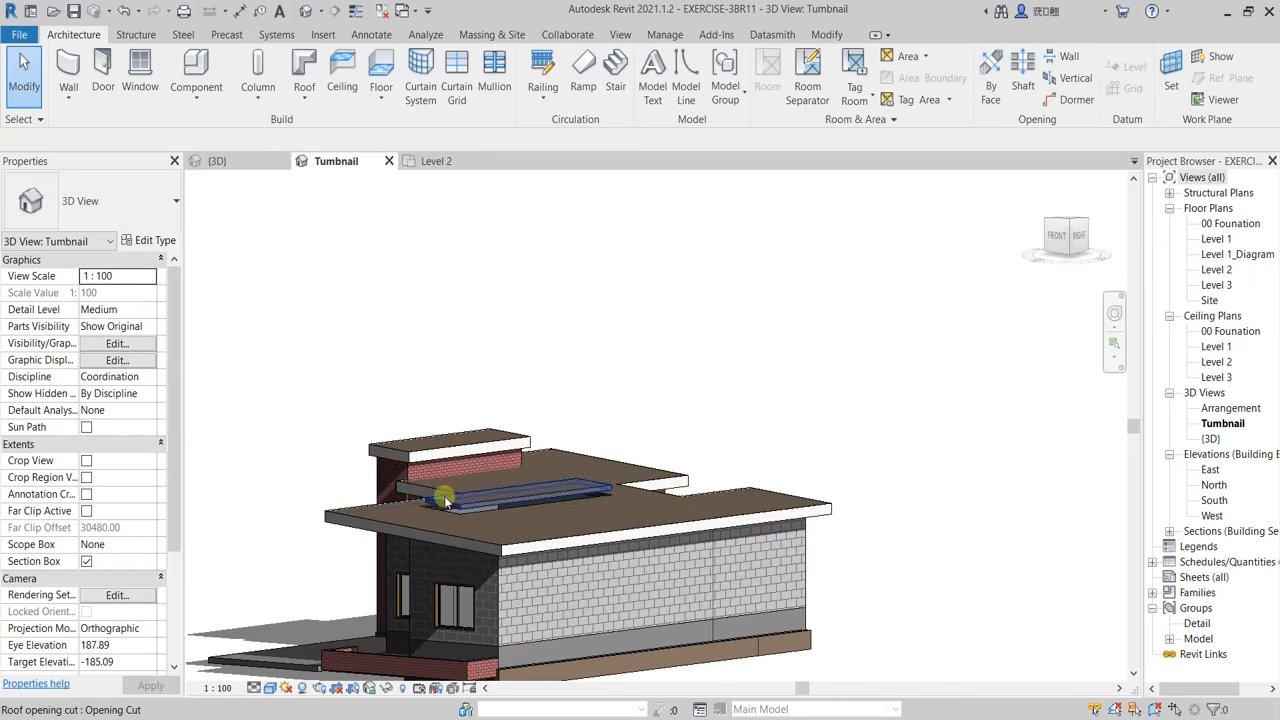 Autodesk Revit 2021.1.2 - EXERCISE-3BR11 - 3D View: Tumbnail
File Architecture Structure Steel Precast Systems Insert Annotate Analyze Massing & Site Collaborate View Manage Add-Ins Datasmith Modify
Modify Wall Door Window Component Column Roof Ceiling Floor Curtain System Curtain Grid Mullion Railing Ramp Stair Model Text Model Line Model Group Room Room Separator Tag Room Area Area Boundary Tag Area By Face Shaft Wall Vertical Dormer Level Grid Set Show Ref Plane Viewer
Select Build Circulation Model Room & Area Opening Datum Work Plane
Properties
{3D} Tumbnail Level 2
Project Browser - EXERCI...
3D View
3D View: Tumbnail Edit Type
Graphics
View Scale 1 : 100
Scale Value 1: 100
Detail Level Medium
Parts Visibility Show Original
Visibility/Grap... Edit...
Graphic Displ... Edit...
Discipline Coordination
Show Hidden ... By Discipline
Default Analys... None
Sun Path
Extents
Crop View
Crop Region V...
Annotation Cr...
Far Clip Active
Far Clip Offset 30480.00
Scope Box None
Section Box
Camera
Rendering Set... Edit...
Locked Orient...
Projection Mo... Orthographic
Eye Elevation 187.89
Target Elevati... -185.09
Properties help Apply
FRONT RIGHT
Views (all)
Structural Plans
Floor Plans
00 Founation
Level 1
Level 1_Diagram
Level 2
Level 3
Site
Ceiling Plans
00 Founation
Level 1
Level 2
Level 3
3D Views
Arrangement
Tumbnail
{3D}
Elevations (Building
East
North
South
West
Sections (Building Se
Legends
Schedules/Quantities
Sheets (all)
Families
Groups
Detail
Model
Revit Links
1 : 100
Roof opening cut : Opening Cut
:0 Main Model :0